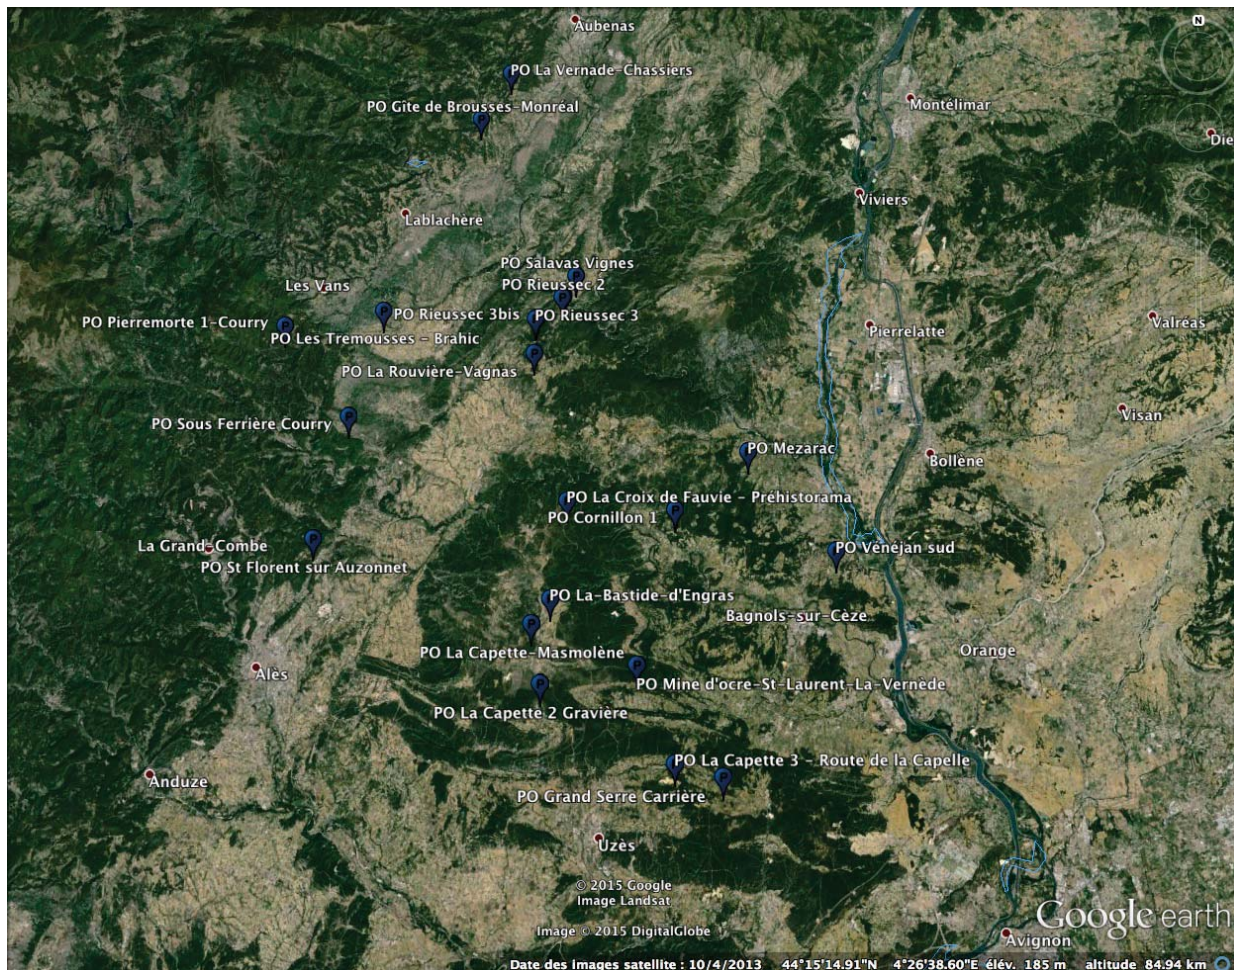 N
Aubenas
PO La Vernade-Chassiers
PO Gîte de Brousses-Monréal
Montélimar
Die
Viviers
Lablachère
PO Salavas Vignes
Les Vans
PO Rieussec 2
PO Pierremorte 1-Courry
PO Rieussec 3bis
PO Rieussec 3
Pierrelatte
Valréas
PO Les Tremousses - Brahic
PO La Rouvière-Vagnas
Visan
PO Sous Ferrière Courry
PO Mezarac
Bollène
PO La Croix de Fauvie - Préhistorama
PO Cornillon 1
La Grand-Combe
PO Vénéjan sud
PO St Florent sur Auzonnet
PO La-Bastide-d'Engras
Bagnols-sur-Cèze
PO La Capette-Masmolène
Orange
Alès
PO Mine d'ocre-St-Laurent-La-Vernède
PO La Capette 2 Gravière
PO La Capette 3 - Route de la Capelle
Anduze
PO Grand Serre Carrière
Uzès
© 2015 Google
Image Landsat
Google earth
Image © 2015 DigitalGlobe
Avignon
Date des images satellite : 10/4/2013 44°15'14.91"N 4°26'38.60"E élév. 185 m altitude 84.94 km